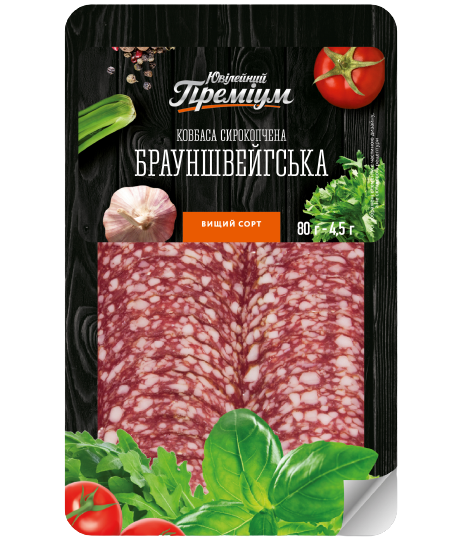 Ювілейний
Преміум
КОВБАСА СИРОКОПЧЕНА
БРАУНШВЕЙГСЬКА
ВИЩИЙ СОРТ
80 г - 4,5 г